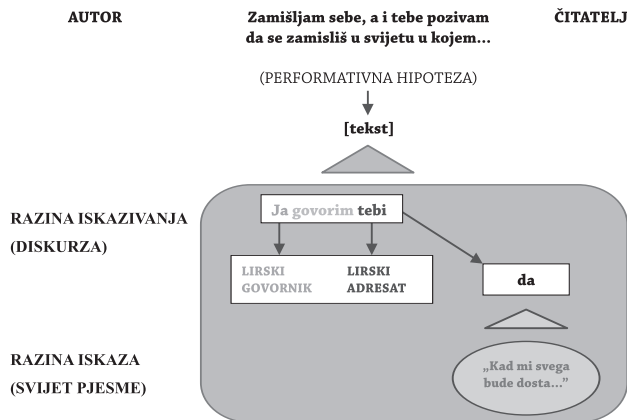 AUTOR
Zamišljam sebe, a i tebe pozivam
da se zamisliš u svijetu u kojem...
ČITATELJ
(PERFORMATIVNA HIPOTEZA)
[tekst]
RAZINA ISKAZIVANJA
(DISKURZA)
Ja govorim tebi
LIRSKI
GOVORNIK
LIRSKI
ADRESAT
da
RAZINA ISKAZA
(SVIJET PJESME)
„Kad mi svega
bude dosta...”